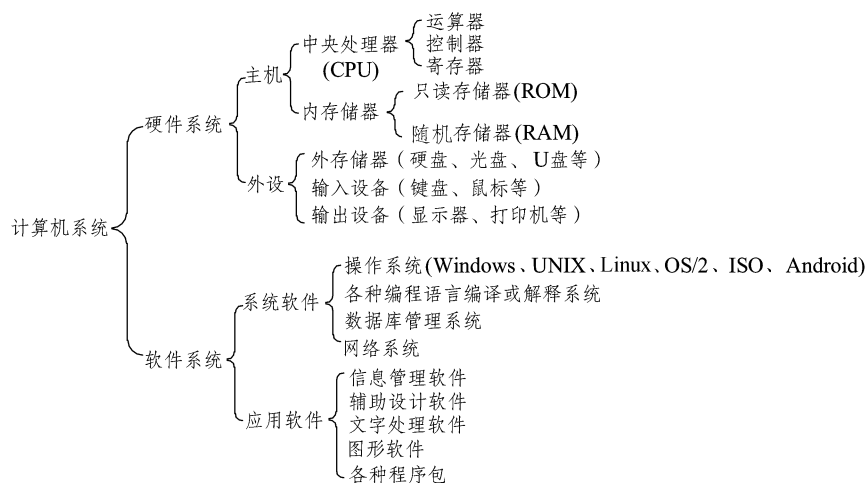 计算机系统
硬件系统
主机
中央处理器
(CPU)
运算器
控制器
寄存器
内存储器
只读存储器(ROM)
随机存储器(RAM)
外设
外存储器(硬盘、光盘、U盘等)
输入设备(键盘、鼠标等)
输出设备(显示器、打印机等)
软件系统
系统软件
操作系统(Windows、UNIX、Linux、OS/2、ISO、Android)
各种编程语言编译或解释系统
数据库管理系统
网络系统
应用软件
信息管理软件
辅助设计软件
文字处理软件
图形软件
各种程序包